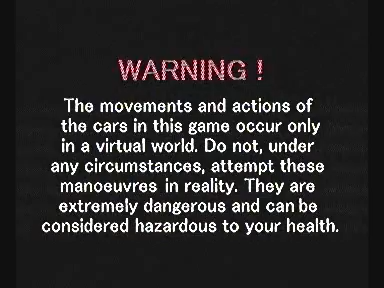 WARNING !
The movements and actions of
the cars in this game occur only
in a virtual world. Do not, under
any circumstances, attempt these
manoeuvres in reality. They are
extremely dangerous and can be
considered hazardous to your health.